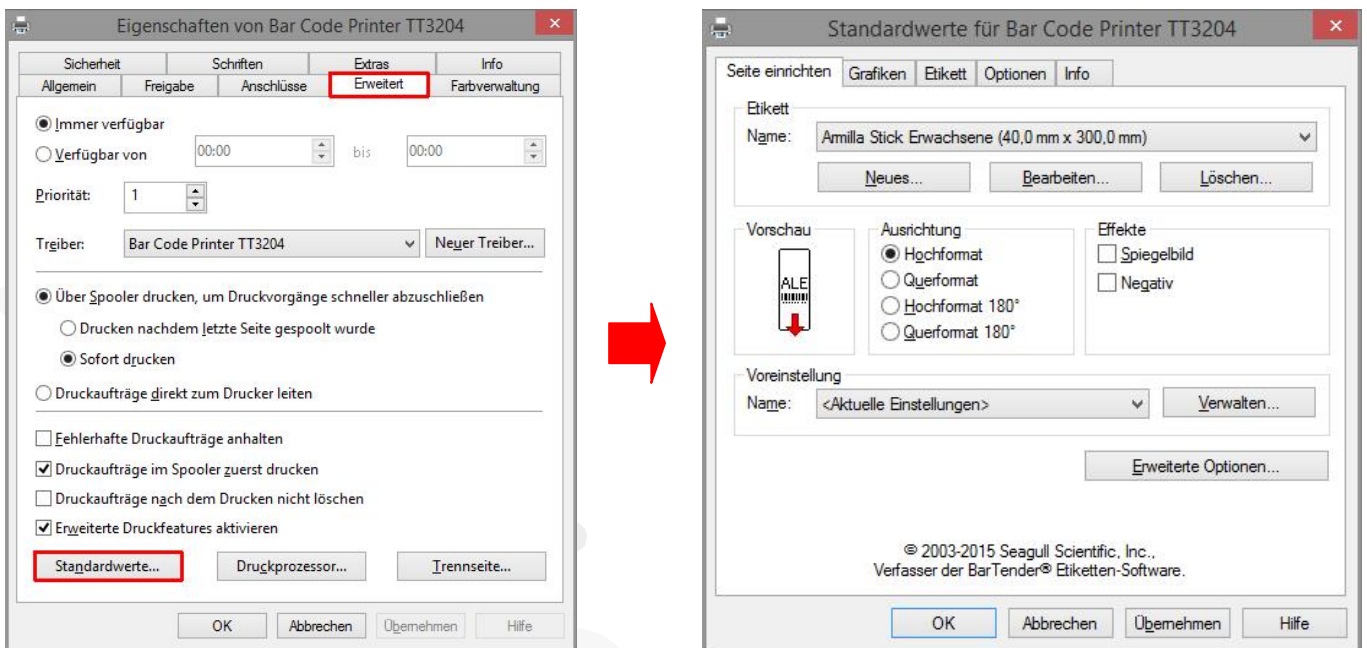 Eigenschaften von Bar Code Printer TT3204
Sicherheit Schriften Extras Info
Allgemein Freigabe Anschlüsse Erweitert Farbverwaltung
Immer verfügbar
Verfügbar von 00:00 bis 00:00
Priorität: 1
Treiber: Bar Code Printer TT3204 Neuer Treiber...
Über Spooler drucken, um Druckvorgänge schneller abzuschließen
Drucken nachdem letzte Seite gespoolt wurde
Sofort drucken
Druckaufträge direkt zum Drucker leiten
Fehlerhafte Druckaufträge anhalten
Druckaufträge im Spooler zuerst drucken
Druckaufträge nach dem Drucken nicht löschen
Erweiterte Druckfeatures aktivieren
Standardwerte... Druckprozessor... Trennseite...
OK Abbrechen Übernehmen Hilfe
Standardwerte für Bar Code Printer TT3204
Seite einrichten Grafiken Etikett Optionen Info
Etikett
Name: Armilla Stick Erwachsene (40,0 mm x 300,0 mm)
Neues... Bearbeiten... Löschen...
Vorschau Ausrichtung Effekte
Hochformat Spiegelbild
ALE Querformat Negativ
Hochformat 180°
Querformat 180°
Voreinstellung
Name: <Aktuelle Einstellungen> Verwalten...
Erweiterte Optionen...
© 2003-2015 Seagull Scientific, Inc.,
Verfasser der BarTender® Etiketten-Software.
OK Abbrechen Übernehmen Hilfe